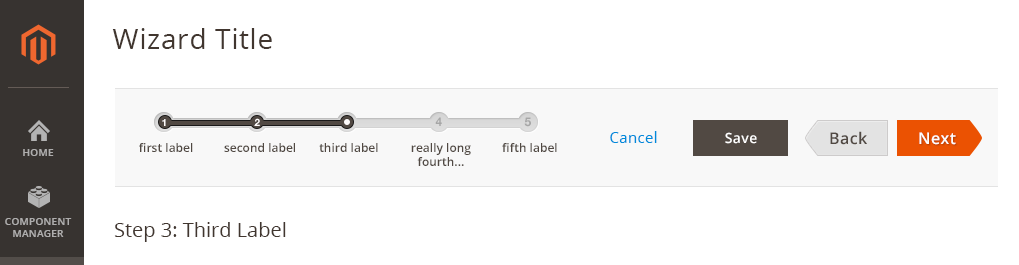 Wizard Title
1 2 4 5
first label second label third label really long fourth... fifth label
Cancel Save Back Next
HOME
COMPONENT
MANAGER
Step 3: Third Label